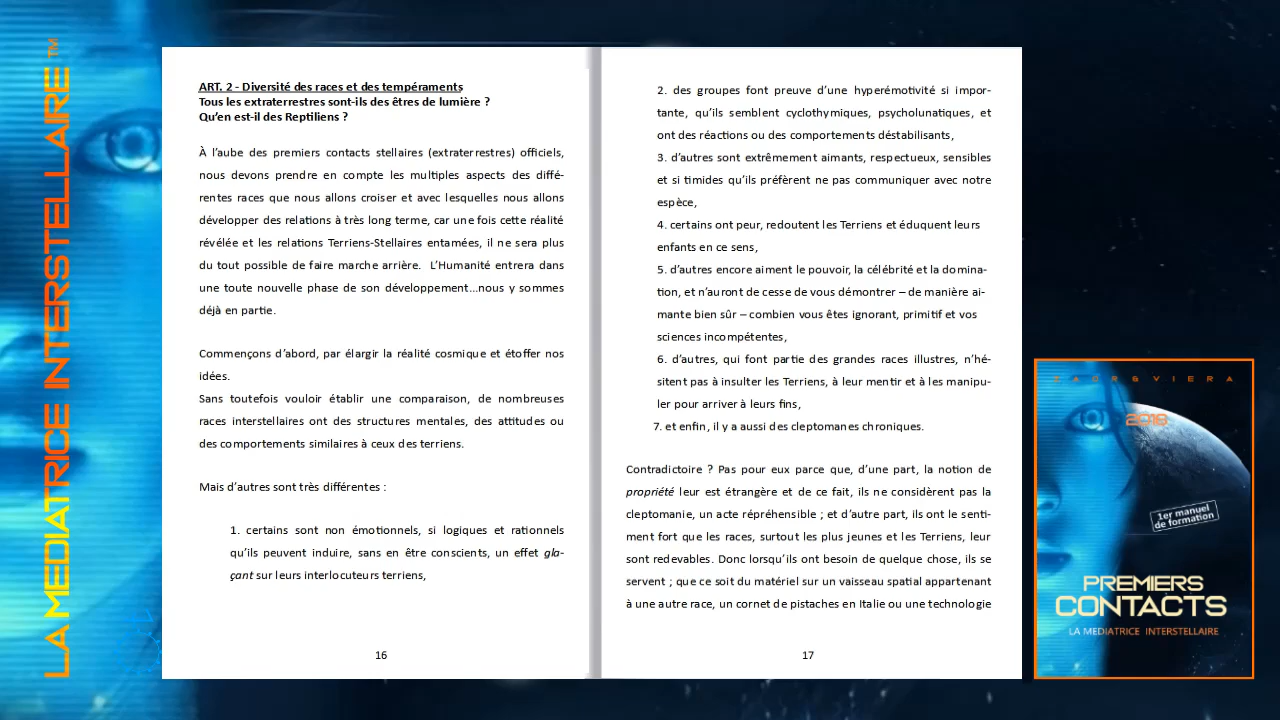 LA MEDIATRICE INTERSTELLAIRE™
ART. 2 - Diversité des races et des tempéraments
Tous les extraterrestres sont-ils des êtres de lumière ?
Qu’en est-il des Reptiliens ?
À l’aube des premiers contacts stellaires (extraterrestres) officiels,
nous devons prendre en compte les multiples aspects des diffé-
rentes races que nous allons croiser et avec lesquelles nous allons
développer des relations à très long terme, car une fois cette réalité
révélée et les relations Terriens-Stellaires entamées, il ne sera plus
du tout possible de faire marche arrière. L’Humanité entrera dans
une toute nouvelle phase de son développement...nous y sommes
déjà en partie.
Commençons d’abord, par élargir la réalité cosmique et étoffer nos
idées.
Sans toutefois vouloir établir une comparaison, de nombreuses
races interstellaires ont des structures mentales, des attitudes ou
des comportements similaires à ceux des terriens.
Mais d’autres sont très différentes :
1. certains sont non émotionnels, si logiques et rationnels
qu’ils peuvent induire, sans en être conscients, un effet gla-
çant sur leurs interlocuteurs terriens,
16
2. des groupes font preuve d’une hyperémotivité si impor-
tante, qu’ils semblent cyclothymiques, psycholunatiques, et
ont des réactions ou des comportements déstabilisants,
3. d’autres sont extrêmement aimants, respectueux, sensibles
et si timides qu’ils préfèrent ne pas communiquer avec notre
espèce,
4. certains ont peur, redoutent les Terriens et éduquent leurs
enfants en ce sens,
5. d’autres encore aiment le pouvoir, la célébrité et la domina-
tion, et n’auront de cesse de vous démontrer – de manière ai-
mante bien sûr – combien vous êtes ignorant, primitif et vos
sciences incompétentes,
6. d’autres, qui font partie des grandes races illustres, n’hé-
sitent pas à insulter les Terriens, à leur mentir et à les manipu-
ler pour arriver à leurs fins,
7. et enfin, il y a aussi des cleptomanes chroniques.
Contradictoire ? Pas pour eux parce que, d’une part, la notion de
propriété leur est étrangère et de ce fait, ils ne considèrent pas la
cleptomanie, un acte répréhensible ; et d’autre part, ils ont le senti-
ment fort que les races, surtout les plus jeunes et les Terriens, leur
sont redevables. Donc lorsqu’ils ont besoin de quelque chose, ils se
servent ; que ce soit du matériel sur un vaisseau spatial appartenant
à une autre race, un cornet de pistaches en Italie ou une technologie
17
ZAOR&VIERA
2018
1er manuel
de formation
PREMIERS
CONTACTS
LA MEDIATRICE INTERSTELLAIRE